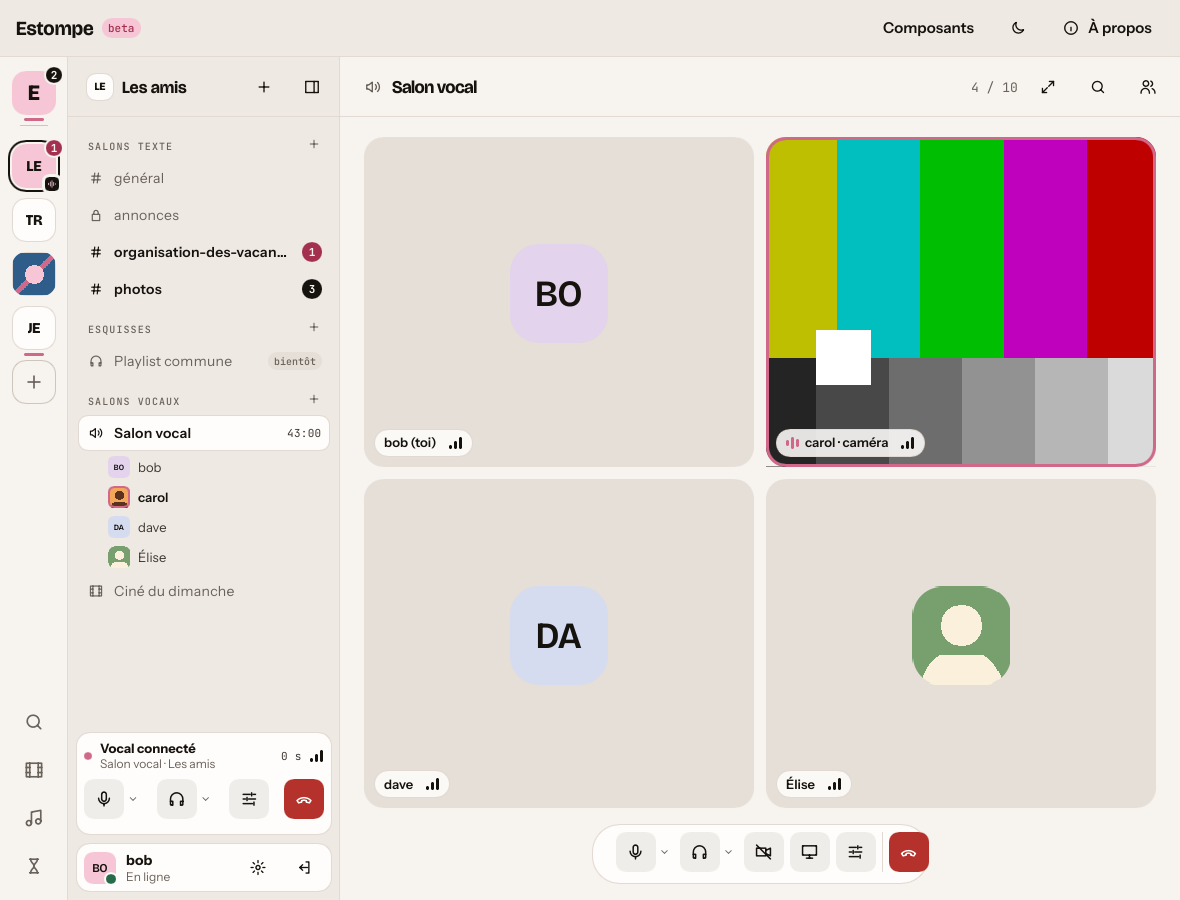 Estompe beta
Composants
À propos
E 2
LE 1
TR
JE
LE Les amis
SALONS TEXTE
général
annonces
organisation-des-vacan... 1
photos 3
ESQUISSES
Playlist commune bientôt
SALONS VOCAUX
Salon vocal 43:00
BO bob
carol
DA dave
Élise
Ciné du dimanche
Vocal connecté
Salon vocal · Les amis
0 s
BO bob
En ligne
Salon vocal
4 / 10
BO
bob (toi)
carol · caméra
DA
dave
Élise